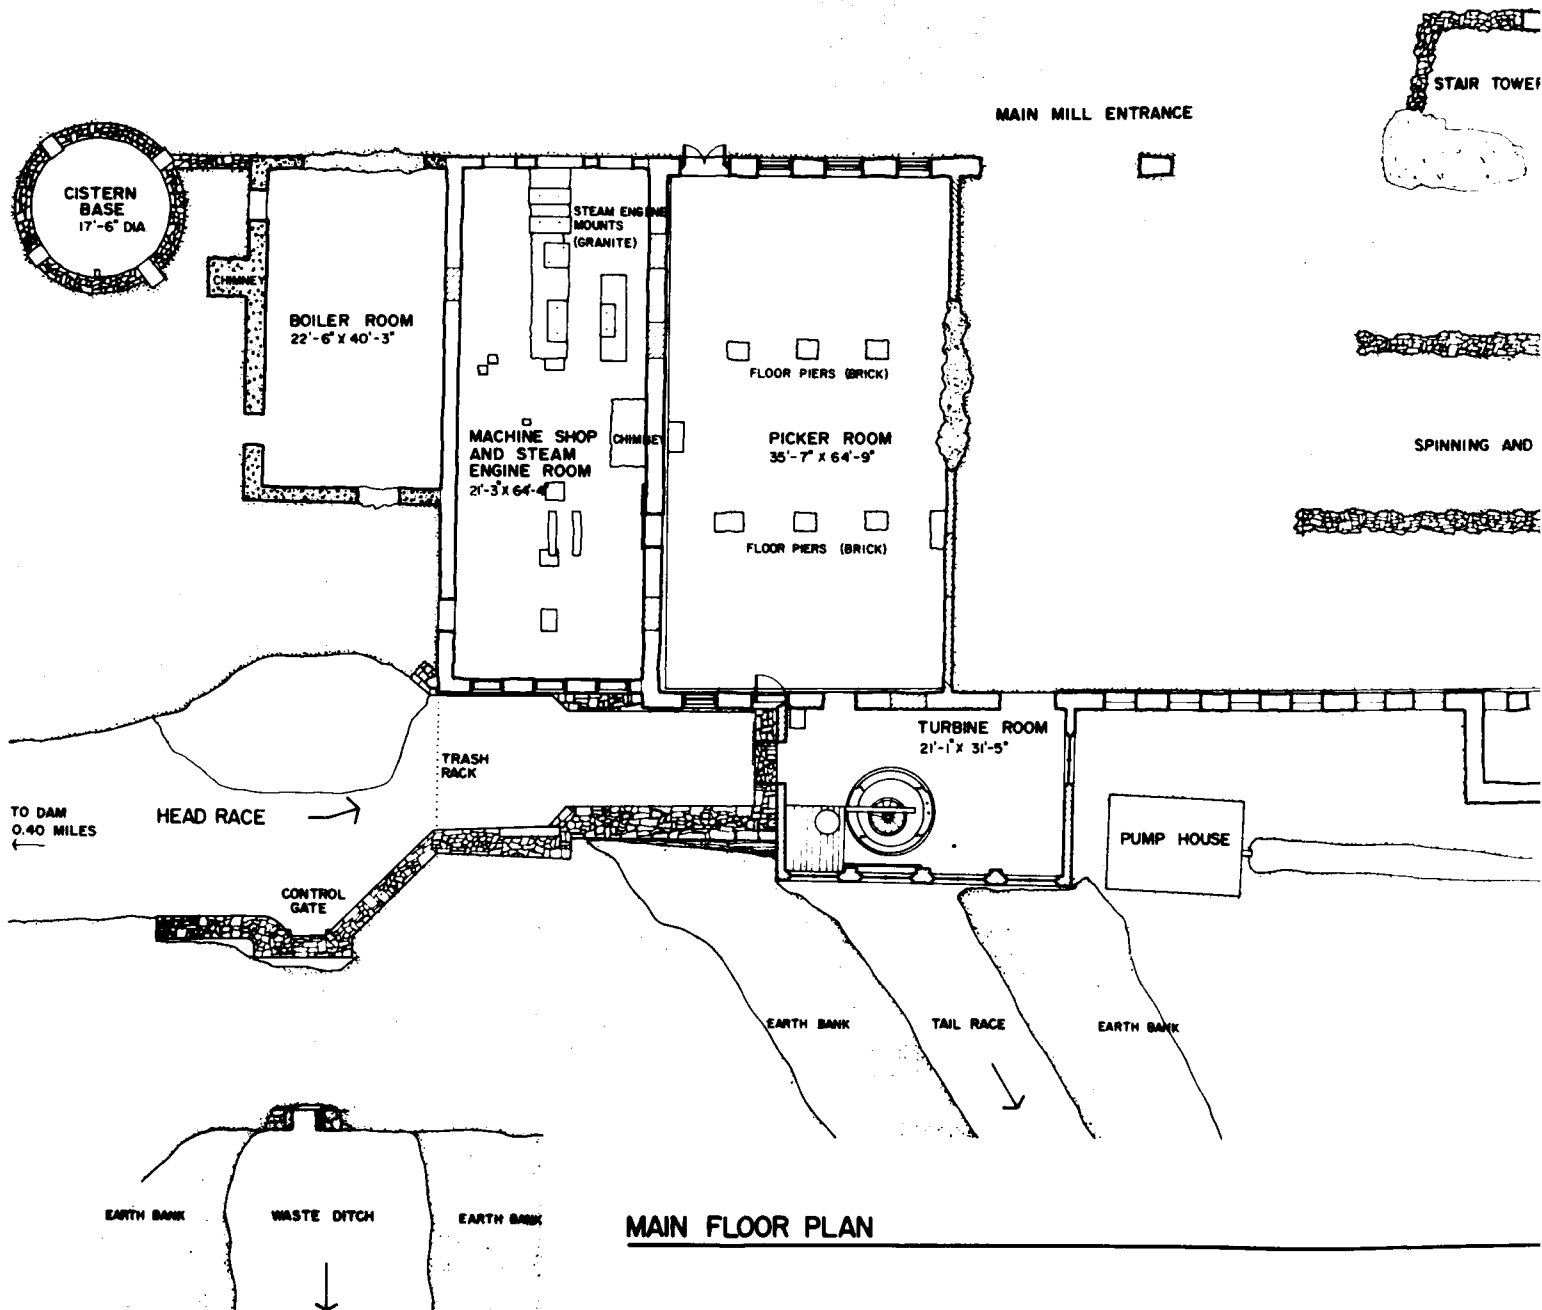 STAIR TOWER
MAIN MILL ENTRANCE
CISTERN
BASE
17'-6" DIA
STEAM ENGINE
MOUNTS
(GRANITE)
CHIMNEY
BOILER ROOM
22'-6" X 40'-3"
FLOOR PIERS (BRICK)
MACHINE SHOP
AND STEAM
ENGINE ROOM
21'-3" X 64'-4"
CHIMNEY
PICKER ROOM
35'-7" X 64'-9"
SPINNING AND
FLOOR PIERS (BRICK)
TURBINE ROOM
21'-1" X 31'-5"
TRASH
RACK
TO DAM
0.40 MILES
HEAD RACE
PUMP HOUSE
CONTROL
GATE
EARTH BANK
TAIL RACE
EARTH BANK
EARTH BANK
WASTE DITCH
EARTH BANK
MAIN FLOOR PLAN